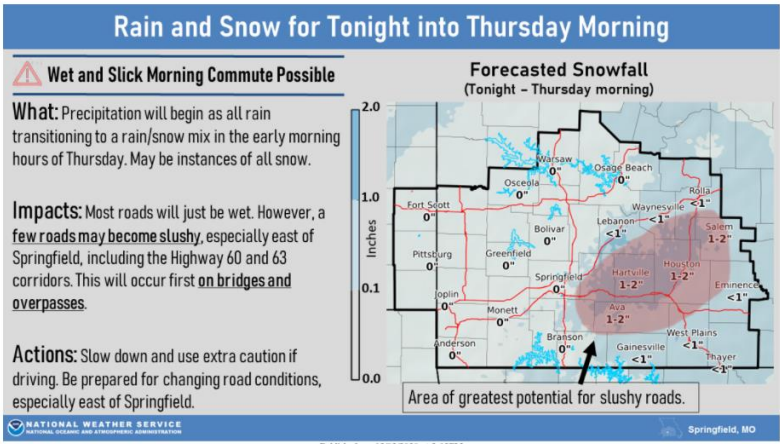 Rain and Snow for Tonight into Thursday Morning
Wet and Slick Morning Commute Possible
What: Precipitation will begin as all rain
transitioning to a rain/snow mix in the early morning
hours of Thursday. May be instances of all snow.
Impacts: Most roads will just be wet. However, a
few roads may become slushy, especially east of
Springfield, including the Highway 60 and 63
corridors. This will occur first on bridges and
overpasses.
Actions: Slow down and use extra caution if
driving. Be prepared for changing road conditions,
especially east of Springfield.
2.0
1.0
0.1
0.0
Inches
Forecasted Snowfall
(Tonight - Thursday morning)
Warsaw
0"
Osage Beach
0"
Osceola
0"
Rolla
<1"
Fort Scott
0"
Waynesville
<1"
Lebanon
<1"
Salem
1-2"
Bolivar
0"
Pittsburg
0"
Greenfield
0"
Houston
1-2"
Hartville
1-2"
Springfield
0"
Eminence
<1"
Joplin
0"
Monett
0"
Ava
1-2"
West Plains
<1"
Anderson
0"
Branson
0"
Gainesville
<1"
Thayer
<1"
Area of greatest potential for slushy roads.
NATIONAL WEATHER SERVICE
NATIONAL OCEANIC AND ATMOSPHERIC ADMINISTRATION
Springfield, MO